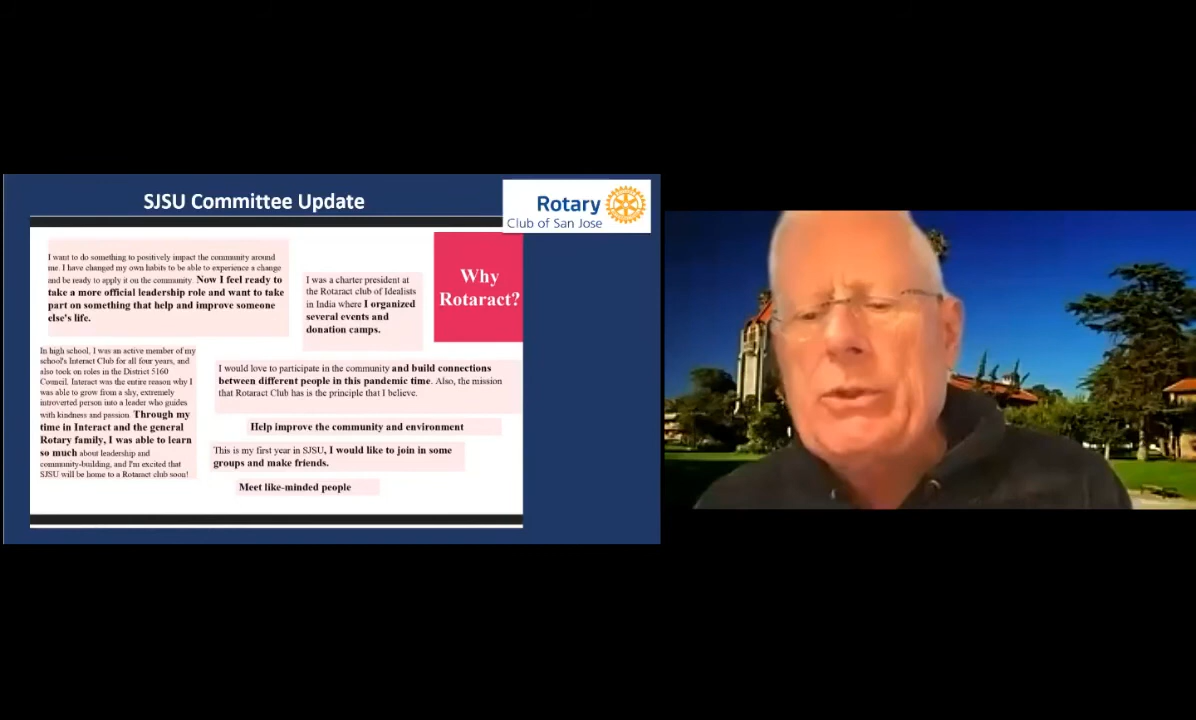 SJSU Committee Update
Rotary
Club of San Jose
Why
Rotaract?
I want to do something to positively impact the community around
me. I have changed my own habits to be able to experience a change
and be ready to apply it on the community. Now I feel ready to
take a more official leadership role and want to take
part on something that help and improve someone
else's life.
I was a charter president at
the Rotaract club of Idealists
in India where I organized
several events and
donation camps.
In high school, I was an active member of my
school's Interact Club for all four years, and
also took on roles in the District 5160
Council. Interact was the entire reason why I
was able to grow from a shy, extremely
introverted person into a leader who guides
with kindness and passion. Through my
time in Interact and the general
Rotary family, I was able to learn
so much about leadership and
community-building, and I'm excited that
SJSU will be home to a Rotaract club soon!
I would love to participate in the community and build connections
between different people in this pandemic time. Also, the mission
that Rotaract Club has is the principle that I believe.
Help improve the community and environment
This is my first year in SJSU, I would like to join in some
groups and make friends.
Meet like-minded people